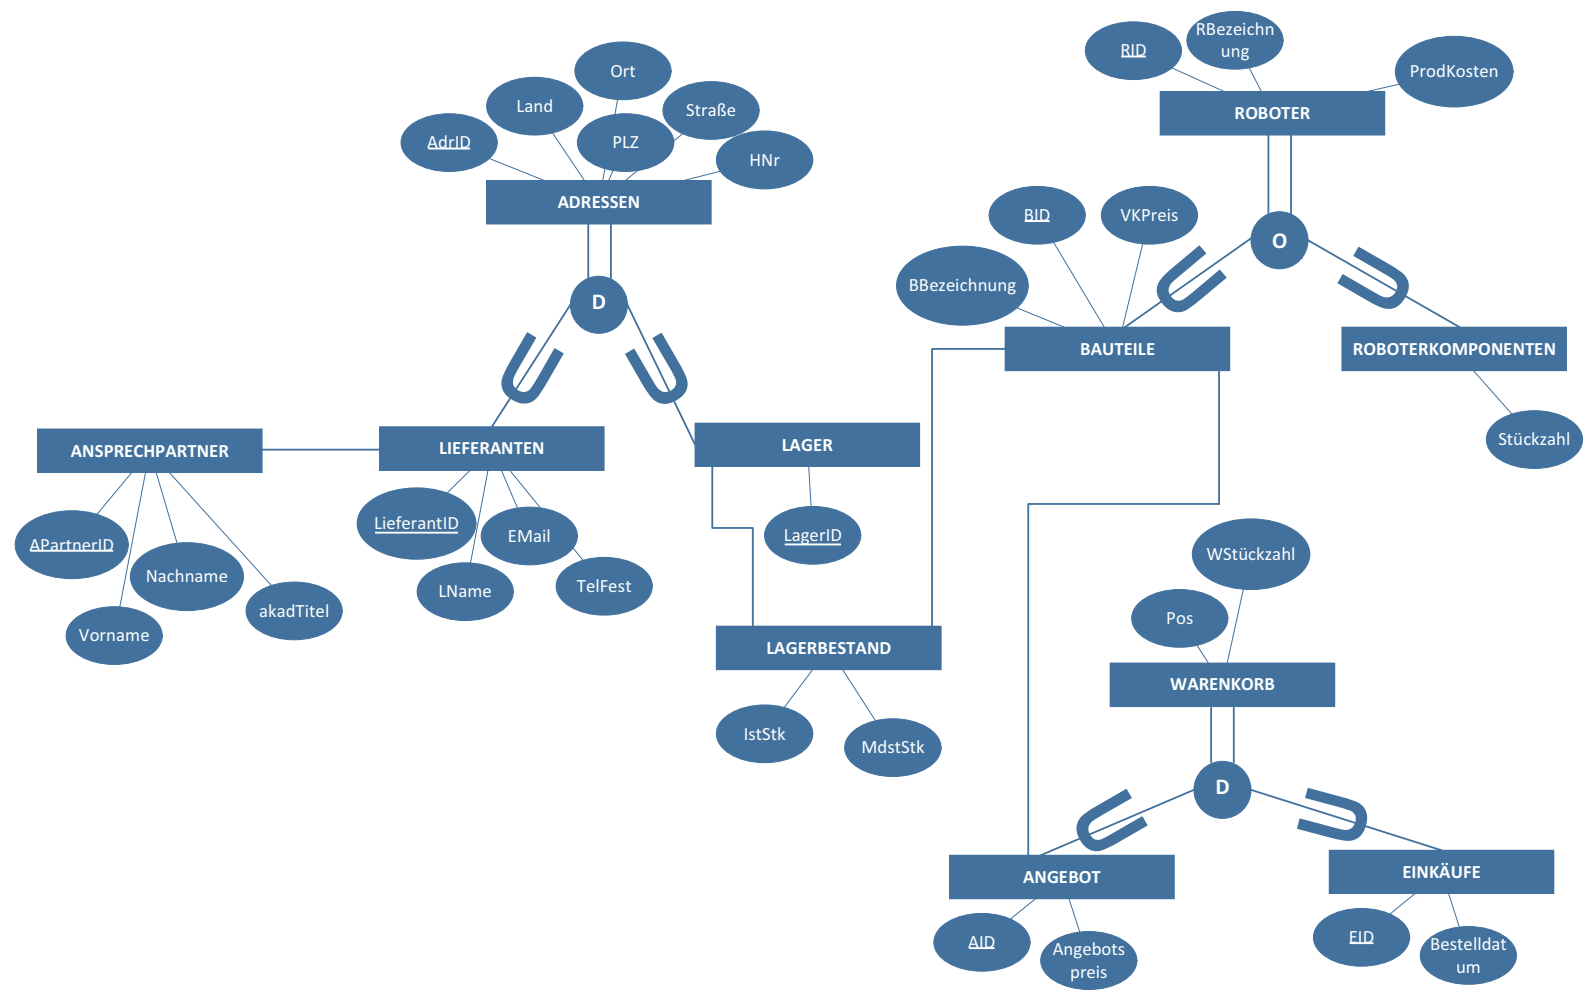 RID
RBezeichn
ung
ProdKosten
ROBOTER
Ort
Land
Straße
AdrID
PLZ
HNr
ADRESSEN
BID
VKPreis
BBezeichnung
O
D
BAUTEILE
ROBOTERKOMPONENTEN
Stückzahl
ANSPRECHPARTNER
LIEFERANTEN
LAGER
APartnerID
Vorname
Nachname
akadTitel
LieferantID
LName
EMail
TelFest
LagerID
LAGERBESTAND
IstStk
MdstStk
WStückzahl
Pos
WARENKORB
D
ANGEBOT
EINKÄUFE
AID
Angebots
preis
EID
Bestelldat
um